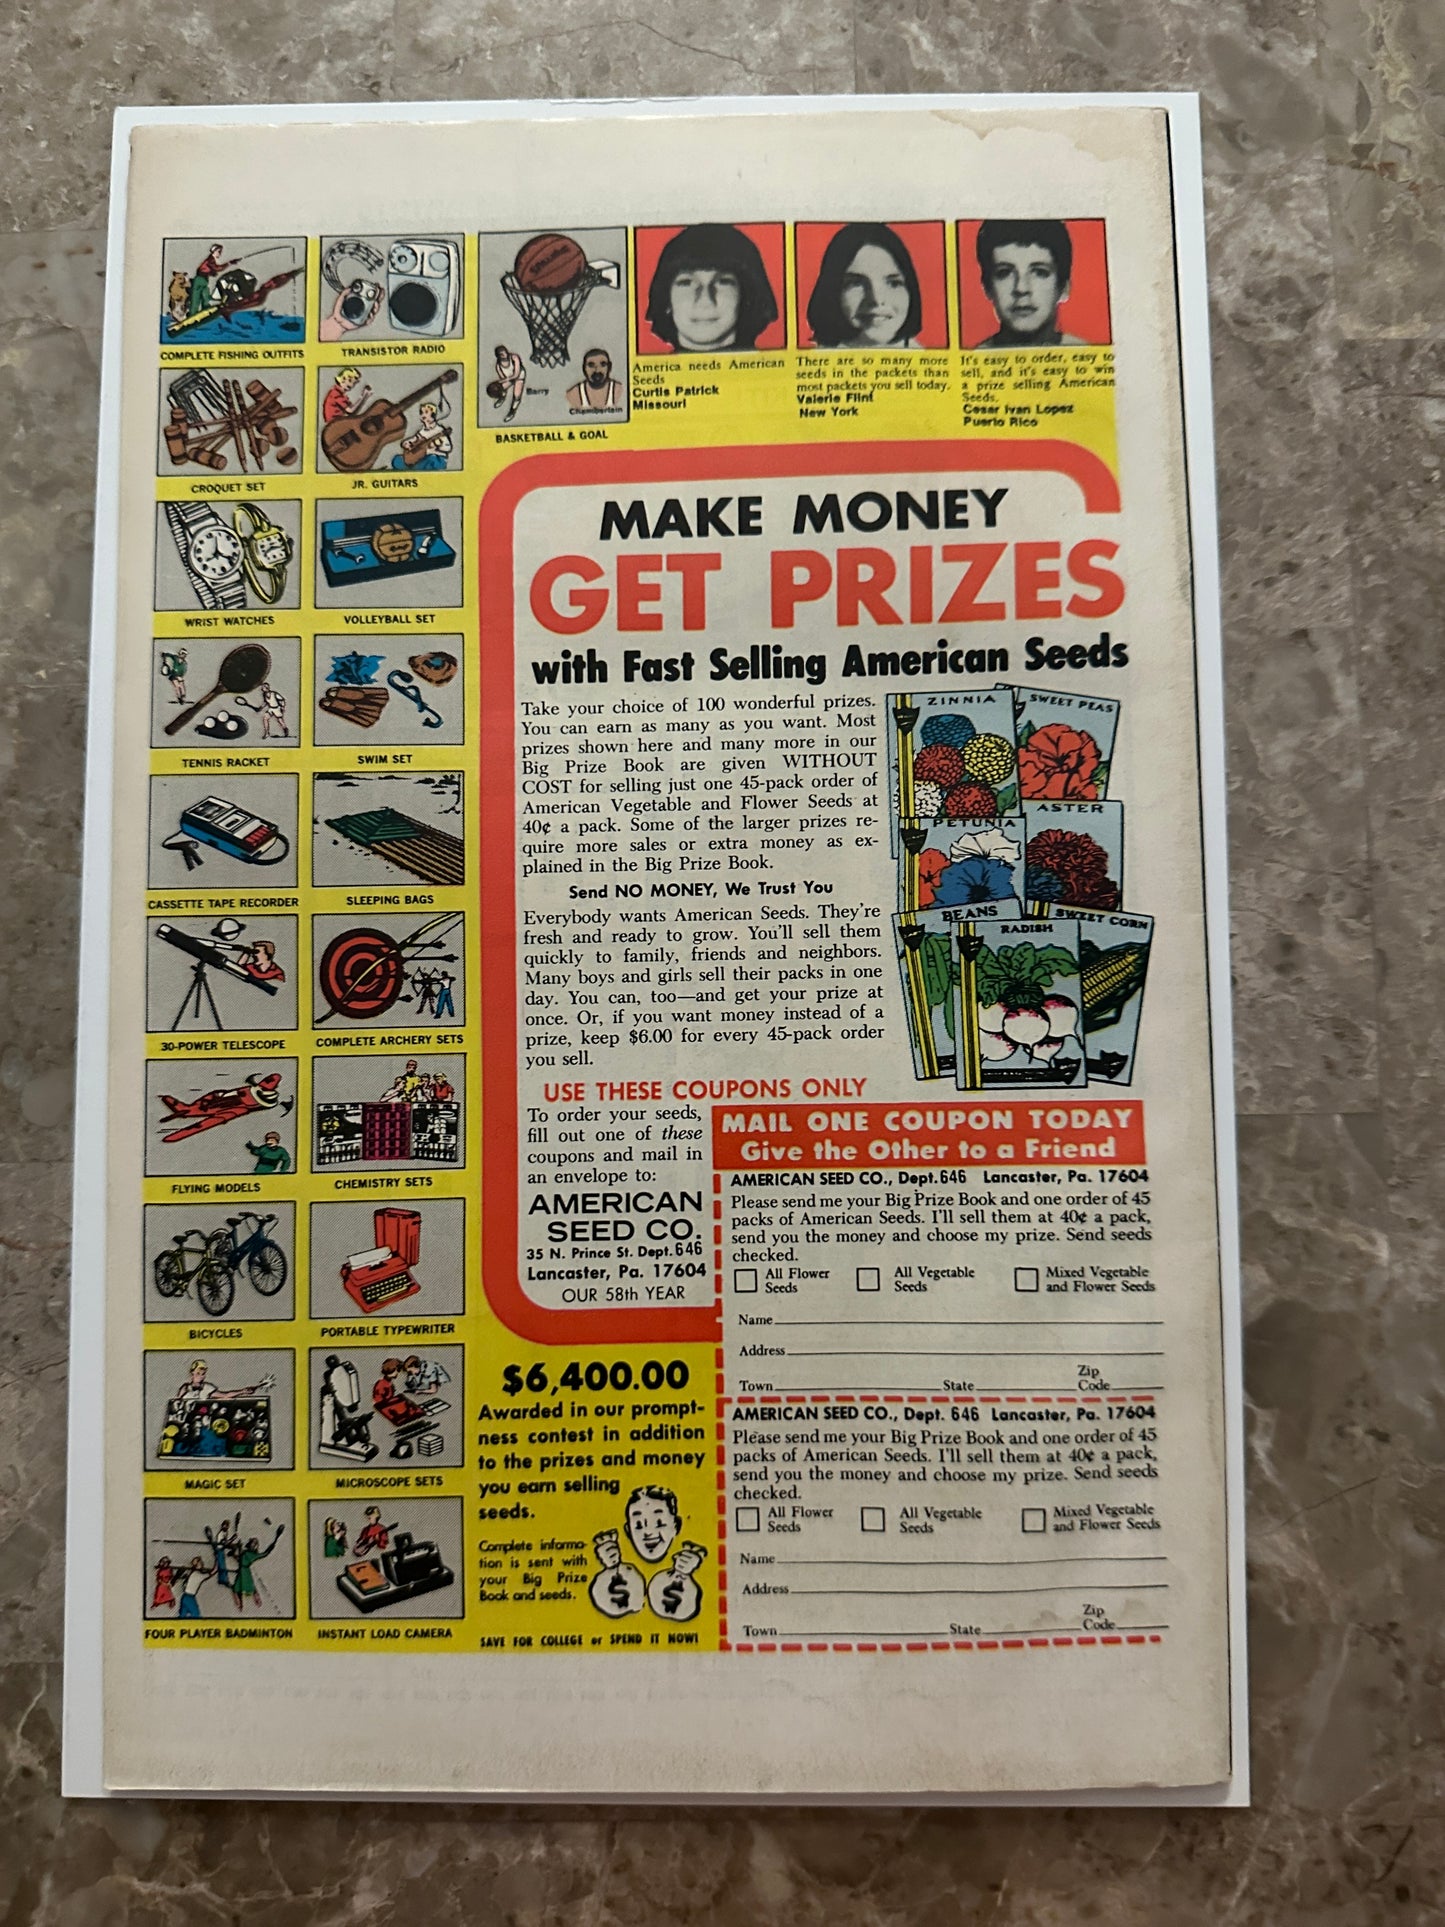 COMPLETE FISHING OUTFITS
TRANSISTOR RADIO
CROQUET SET
JR. GUITARS
WRIST WATCHES
VOLLEYBALL SET
TENNIS RACKET
SWIM SET
CASSETTE TAPE RECORDER
SLEEPING BAGS
30-POWER TELESCOPE
COMPLETE ARCHERY SETS
FLYING MODELS
CHEMISTRY SETS
BICYCLES
PORTABLE TYPEWRITER
MAGIC SET
MICROSCOPE SETS
FOUR PLAYER BADMINTON
INSTANT LOAD CAMERA
SPALDING
Barry
Chamberlain
BASKETBALL & GOAL
America needs American
Seeds
Curtis Patrick
Missouri
There are so many more
seeds in the packets than
most packets you sell today.
Valerie Flint
New York
It's easy to order, easy to
sell, and it's easy to win
a prize selling American
Seeds.
Cesar Ivan Lopez
Puerto Rico
MAKE MONEY
GET PRIZES
with Fast Selling American Seeds
Take your choice of 100 wonderful prizes.
You can earn as many as you want. Most
prizes shown here and many more in our
Big Prize Book are given WITHOUT
COST for selling just one 45-pack order of
American Vegetable and Flower Seeds at
40¢ a pack. Some of the larger prizes re-
quire more sales or extra money as ex-
plained in the Big Prize Book.
Send NO MONEY, We Trust You
Everybody wants American Seeds. They're
fresh and ready to grow. You'll sell them
quickly to family, friends and neighbors.
Many boys and girls sell their packs in one
day. You can, too—and get your prize at
once. Or, if you want money instead of a
prize, keep $6.00 for every 45-pack order
you sell.
ZINNIA
SWEET PEAS
ASTER
PETUNIA
BEANS
SWEET CORN
RADISH
USE THESE COUPONS ONLY
To order your seeds,
fill out one of these
coupons and mail in
an envelope to:
AMERICAN
SEED CO.
35 N. Prince St. Dept. 646
Lancaster, Pa. 17604
OUR 58th YEAR
$6,400.00
Awarded in our prompt-
ness contest in addition
to the prizes and money
you earn selling
seeds.
Complete informa-
tion is sent with
your Big Prize
Book and seeds.
$ $
SAVE FOR COLLEGE or SPEND IT NOW!
MAIL ONE COUPON TODAY
Give the Other to a Friend
AMERICAN SEED CO., Dept. 646 Lancaster, Pa. 17604
Please send me your Big Prize Book and one order of 45
packs of American Seeds. I'll sell them at 40¢ a pack,
send you the money and choose my prize. Send seeds
checked.
All Flower Seeds
All Vegetable Seeds
Mixed Vegetable and Flower Seeds
Name
Address
Town State Zip Code
AMERICAN SEED CO., Dept. 646 Lancaster, Pa. 17604
Please send me your Big Prize Book and one order of 45
packs of American Seeds. I'll sell them at 40¢ a pack,
send you the money and choose my prize. Send seeds
checked.
All Flower Seeds
All Vegetable Seeds
Mixed Vegetable and Flower Seeds
Name
Address
Town State Zip Code